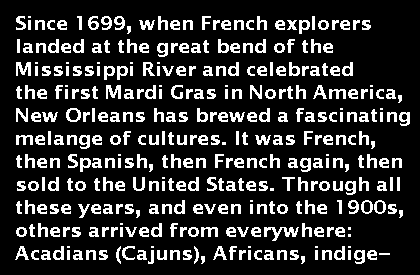 Since 1699, when French explorers
landed at the great bend of the
Mississippi River and celebrated
the first Mardi Gras in North America,
New Orleans has brewed a fascinating
melange of cultures. It was French,
then Spanish, then French again, then
sold to the United States. Through all
these years, and even into the 1900s,
others arrived from everywhere:
Acadians (Cajuns), Africans, indige-